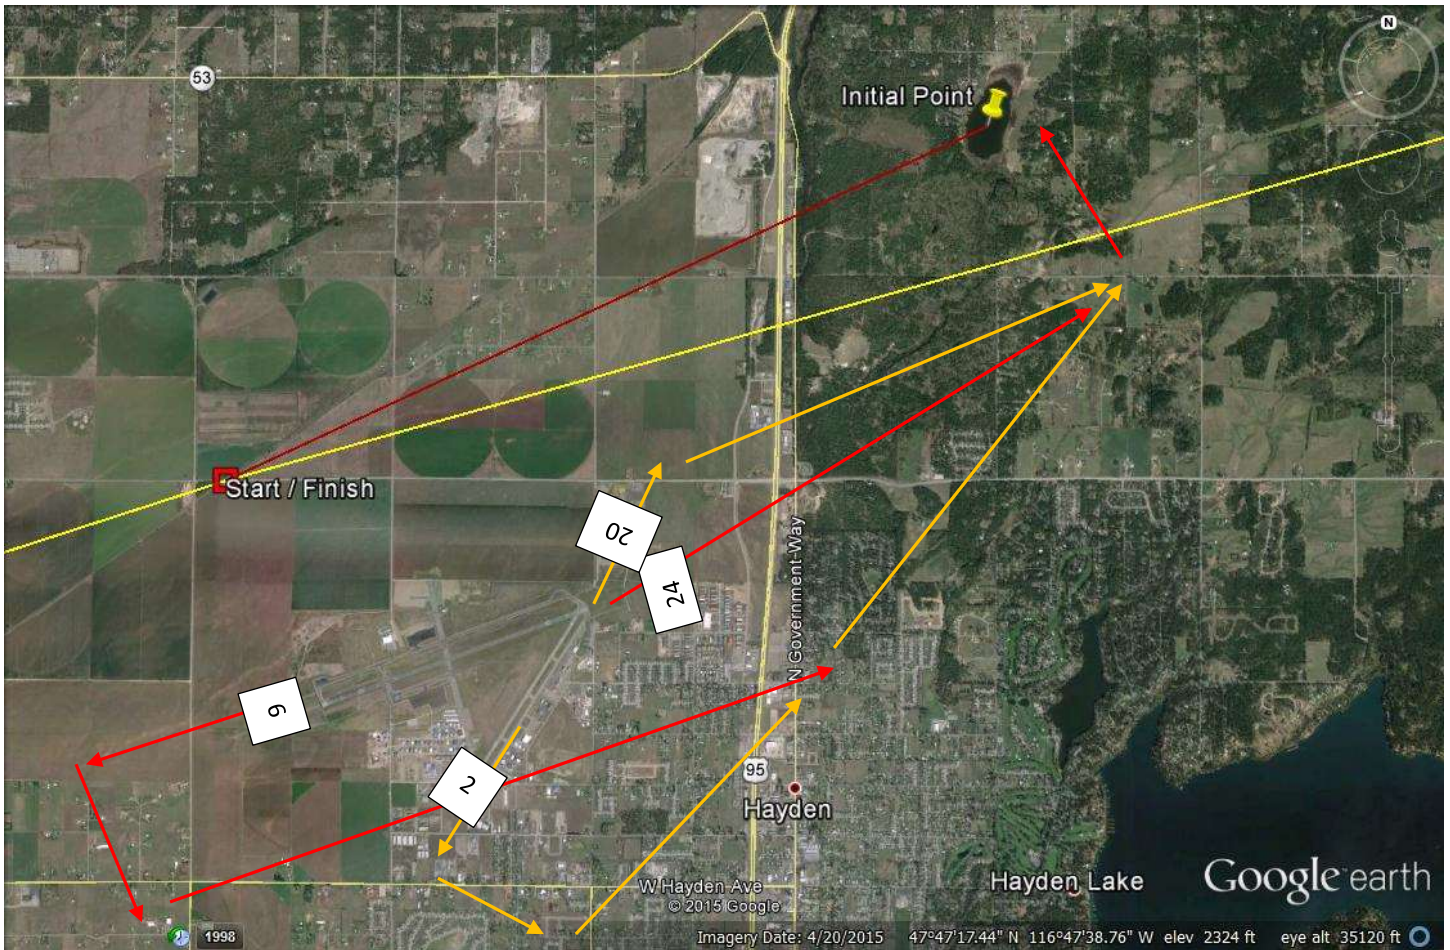 N
53
Initial Point
Start / Finish
20
24
N Government-Way
6
2
95
Hayden
W Hayden Ave
© 2015 Google
Hayden Lake
Google earth
1998
Imagery Date: 4/20/2015 47°47'17.44" N 116°47'38.76" W elev 2324 ft eye alt 35120 ft